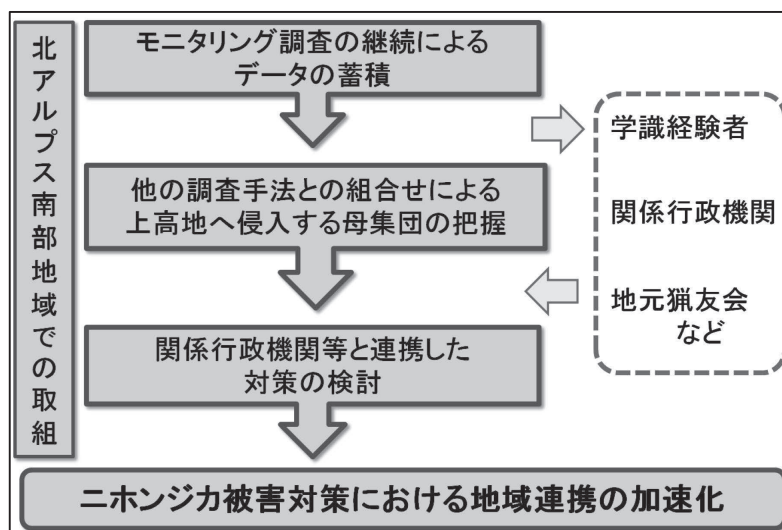 北アルプス南部地域での取組
モニタリング調査の継続による
データの蓄積
他の調査手法との組合せによる
上高地へ侵入する母集団の把握
関係行政機関等と連携した
対策の検討
学識経験者
関係行政機関
地元猟友会
など
ニホンジカ被害対策における地域連携の加速化